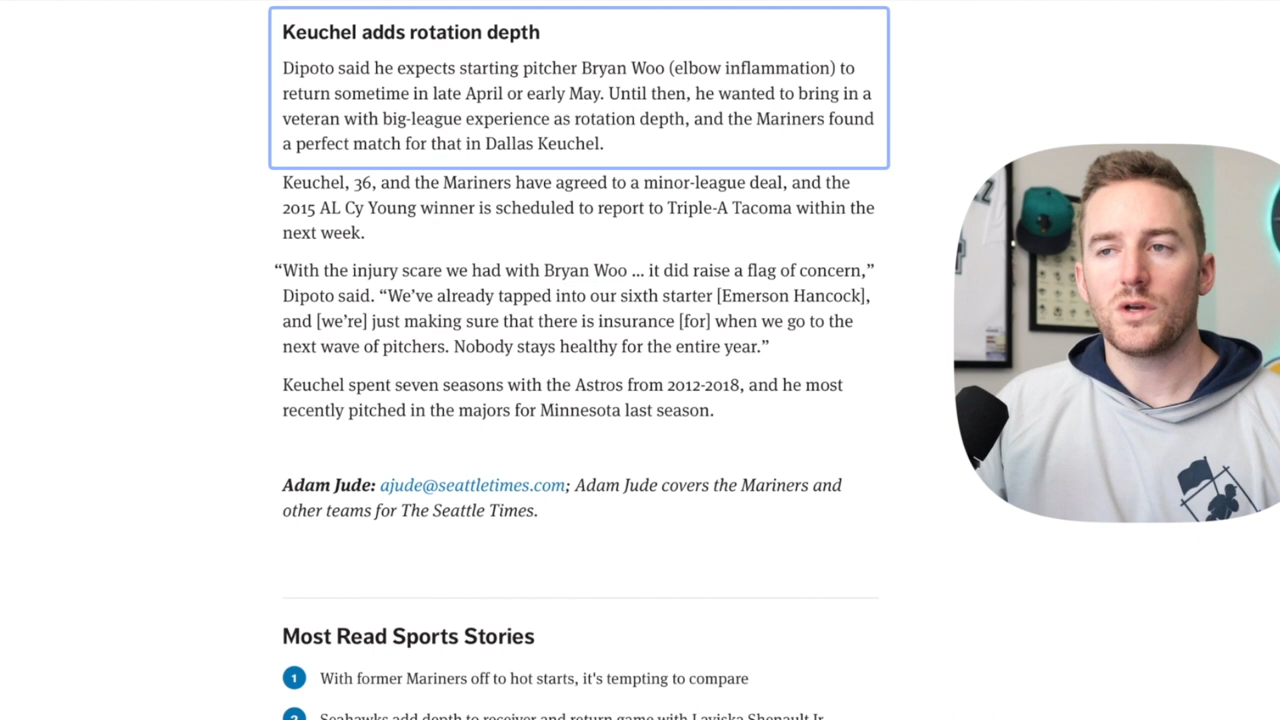 Keuchel adds rotation depth
Dipoto said he expects starting pitcher Bryan Woo (elbow inflammation) to
return sometime in late April or early May. Until then, he wanted to bring in a
veteran with big-league experience as rotation depth, and the Mariners found
a perfect match for that in Dallas Keuchel.
Keuchel, 36, and the Mariners have agreed to a minor-league deal, and the
2015 AL Cy Young winner is scheduled to report to Triple-A Tacoma within the
next week.
“With the injury scare we had with Bryan Woo ... it did raise a flag of concern,”
Dipoto said. “We’ve already tapped into our sixth starter [Emerson Hancock],
and [we’re] just making sure that there is insurance [for] when we go to the
next wave of pitchers. Nobody stays healthy for the entire year.”
Keuchel spent seven seasons with the Astros from 2012-2018, and he most
recently pitched in the majors for Minnesota last season.
Adam Jude: ajude@seattletimes.com; Adam Jude covers the Mariners and
other teams for The Seattle Times.
Most Read Sports Stories
1 With former Mariners off to hot starts, it's tempting to compare
2 Seahawks add depth to receiver and return game with Laviska Shenault Jr.